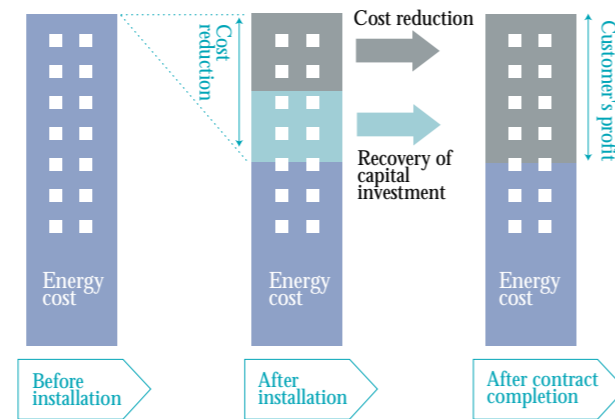 Cost reduction
Cost
reduction
Customer's profit
Recovery of
capital
investment
Energy
cost
Energy
cost
Energy
cost
Before
installation
After
installation
After contract
completion